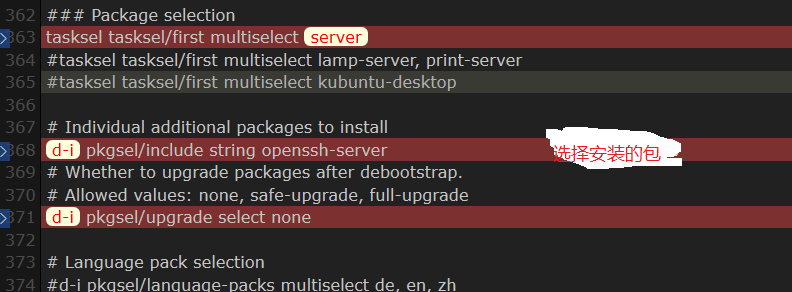 362 ### Package selection
363 tasksel tasksel/first multiselect server
364 #tasksel tasksel/first multiselect lamp-server, print-server
365 #tasksel tasksel/first multiselect kubuntu-desktop
366
367 # Individual additional packages to install
368 d-i pkgsel/include string openssh-server 选择安装的包
369 # Whether to upgrade packages after debootstrap.
370 # Allowed values: none, safe-upgrade, full-upgrade
371 d-i pkgsel/upgrade select none
372
373 # Language pack selection
374 #d-i pkgsel/language-packs multiselect de, en, zh